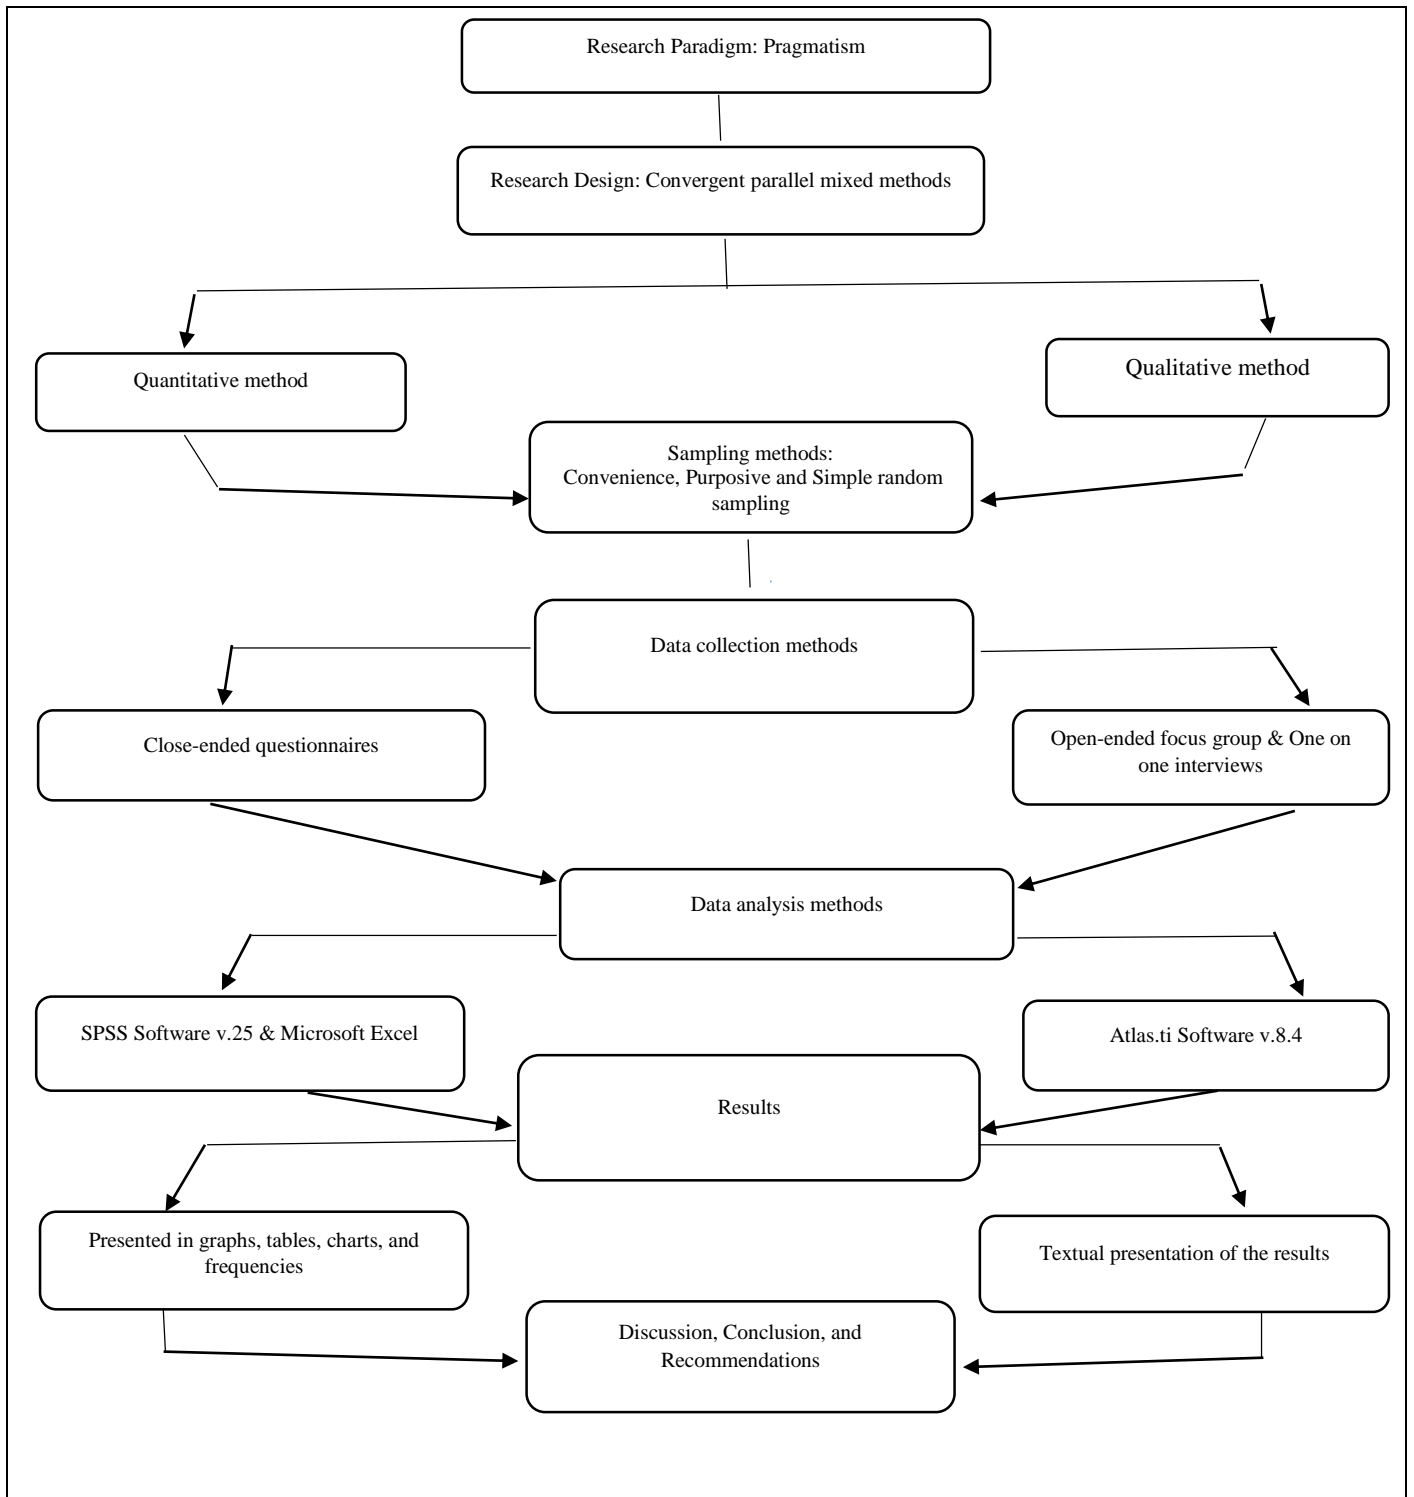 Research Paradigm: Pragmatism
Research Design: Convergent parallel mixed methods
Quantitative method
Qualitative method
Sampling methods:
Convenience, Purposive and Simple random
sampling
Data collection methods
Close-ended questionnaires
Open-ended focus group & One on
one interviews
Data analysis methods
SPSS Software v.25 & Microsoft Excel
Atlas.ti Software v.8.4
Results
Presented in graphs, tables, charts, and
frequencies
Textual presentation of the results
Discussion, Conclusion, and
Recommendations